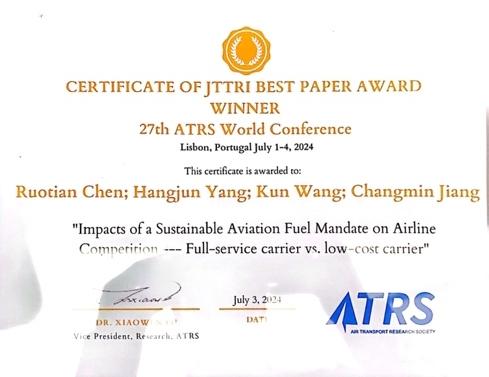 CERTIFICATE OF JTTRI BEST PAPER AWARD
WINNER
27th ATRS World Conference
Lisbon, Portugal July 1-4, 2024
This certificate is awarded to:
Ruotian Chen; Hangjun Yang; Kun Wang; Changmin Jiang
"Impacts of a Sustainable Aviation Fuel Mandate on Airline
Competition --- Full-service carrier vs. low-cost carrier"
July 3, 2024
DR.
DATE
Vice President, Research, ATRS
ATRS
AIR TRANSPORT RESEARCH SOCIETY